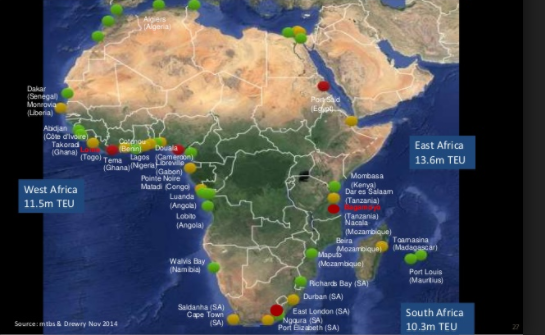 Algiers
(Algeria)
Port Said
(Egypt)
Dakar
(Senegal)
Monrovia
(Liberia)
Abidjan
(Côte d'Ivoire)
Takoradi
(Ghana)
(Togo)
Tema
(Ghana)
Cotonou
(Benin)
Lagos
(Nigeria)
Douala
(Cameroon)
Libreville
(Gabon)
Pointe Noire
Matadi (Congo)
Luanda
(Angola)
Lobito
(Angola)
West Africa
11.5m TEU
East Africa
13.6m TEU
Mombasa
(Kenya)
Dar es Salaam
(Tanzania)
(Tanzania)
Nacala
(Mozambique)
Beira
(Mozambique)
Toamasina
(Madagascar)
Maputo
(Mozambique)
Port Louis
(Mauritius)
Walvis Bay
(Namibia)
Richards Bay (SA)
Durban (SA)
Saldanha (SA)
Cape Town
(SA)
East London (SA)
Ngqura (SA)
Port Elizabeth (SA)
South Africa
10.3m TEU
Source: mtbs & Drewry Nov 2014
27